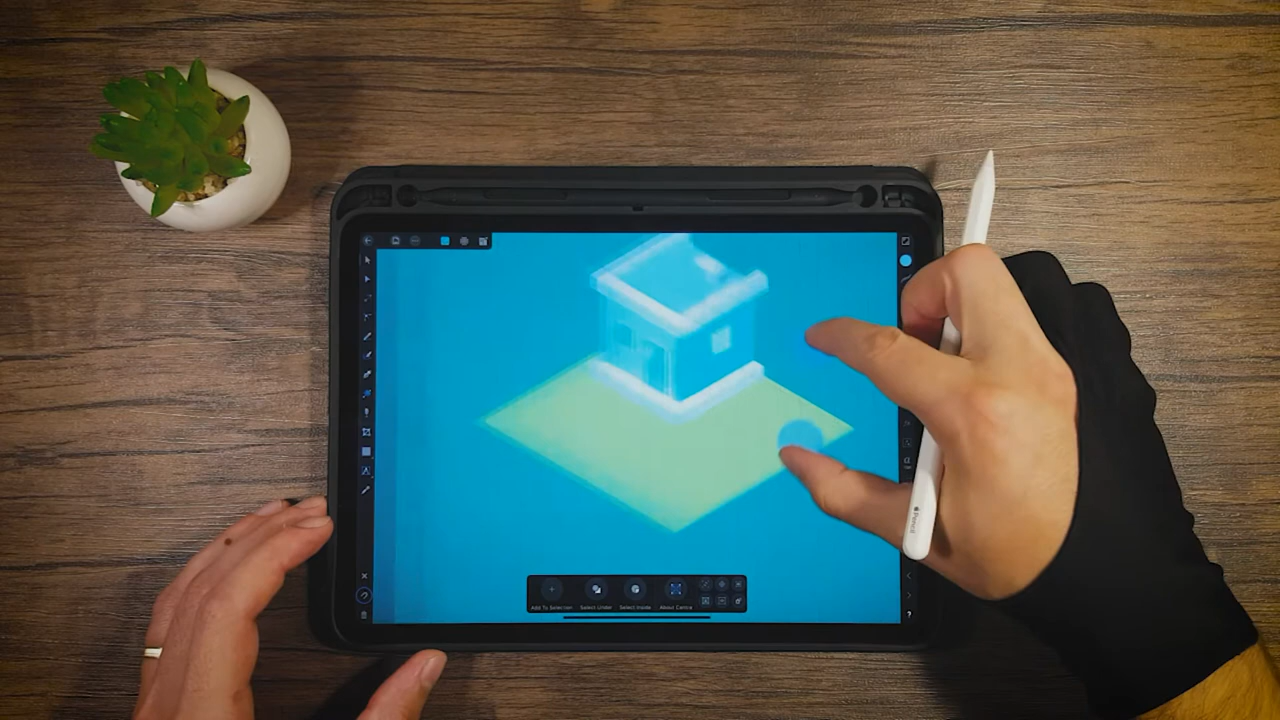 Add To Selection
Select Under
Select Inside
About Centre
Pencil